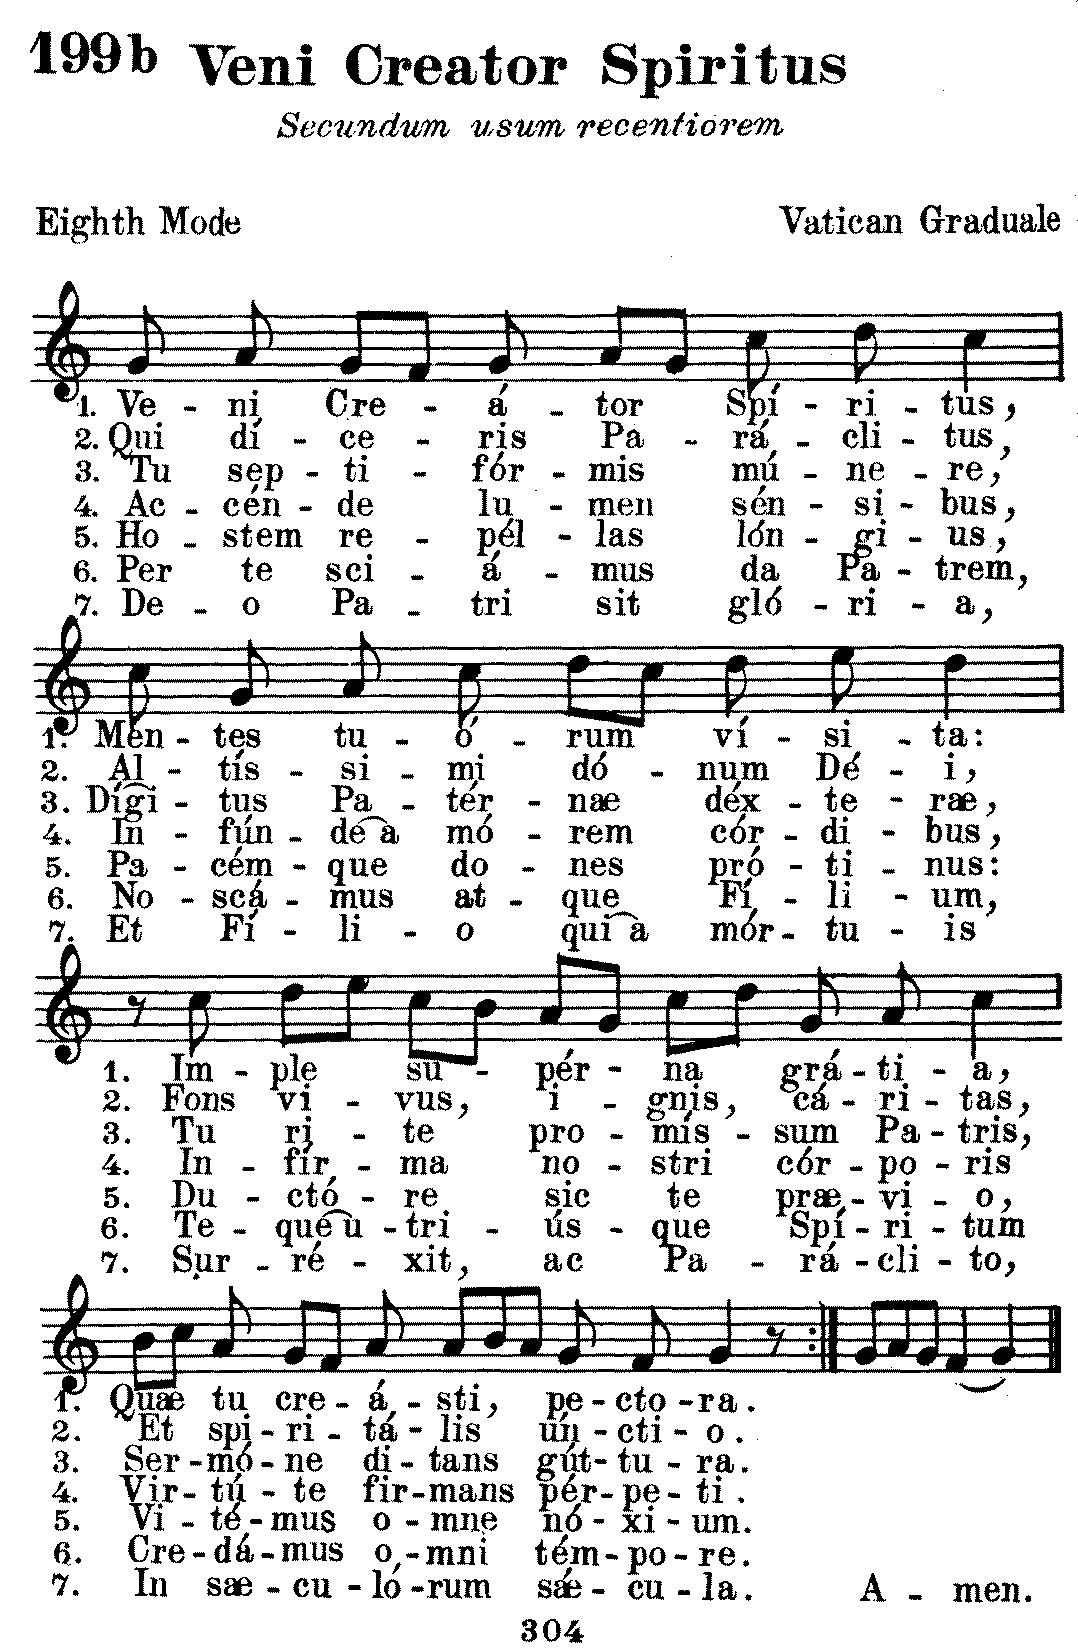 199b Veni Creator Spiritus
Secundum usum recentiorem
Eighth Mode Vatican Graduale
1. Ve - ni Cre - á - tor Spí - ri - tus,
2. Qui dí - ce - ris Pa - rá - cli - tus,
3. Tu sep - ti - fór - mis mú - ne - re,
4. Ac - cén - de lu - men sén - si - bus,
5. Ho - stem re - pél - las lón - gi - us,
6. Per te sci - á - mus da Pa - trem,
7. De - o Pa - tri sit gló - ri - a,
1. Men - tes tu - ó - rum ví - si - ta:
2. Al - tís - si - mi dó - num Dé - i,
3. Dígi - tus Pa - tér - nae déx - te - ræ,
4. In - fún - de a mó - rem cór - di - bus,
5. Pa - cém - que do - nes pró - ti - nus:
6. No - scá - mus at - que Fí - li - um,
7. Et Fí - li - o qui a mór - tu - is
1. Im - ple su - pér - na grá - ti - a,
2. Fons vi - vus, i - gnis, cá - ri - tas,
3. Tu ri - te pro - mís - sum Pa - tris,
4. In - fír - ma no - stri cór - po - ris
5. Du - ctó - re sic te præ - vi - o,
6. Te - que u - tri - ús - que Spí - ri - tum
7. Sur - ré - xit, ac Pa - rá - cli - to,
1. Quæ tu cre - á - sti, pe - cto - ra.
2. Et spi - ri - tá - lis ún - cti - o.
3. Ser - mó - ne di - tans gút - tu - ra.
4. Vir - tú - te fir - mans pér - pe - ti.
5. Vi - té - mus o - mne nó - xi - um.
6. Cre - dá - mus o - mni tém - po - re.
7. In sæ - cu - ló - rum sǽ - cu - la. A - men.
304